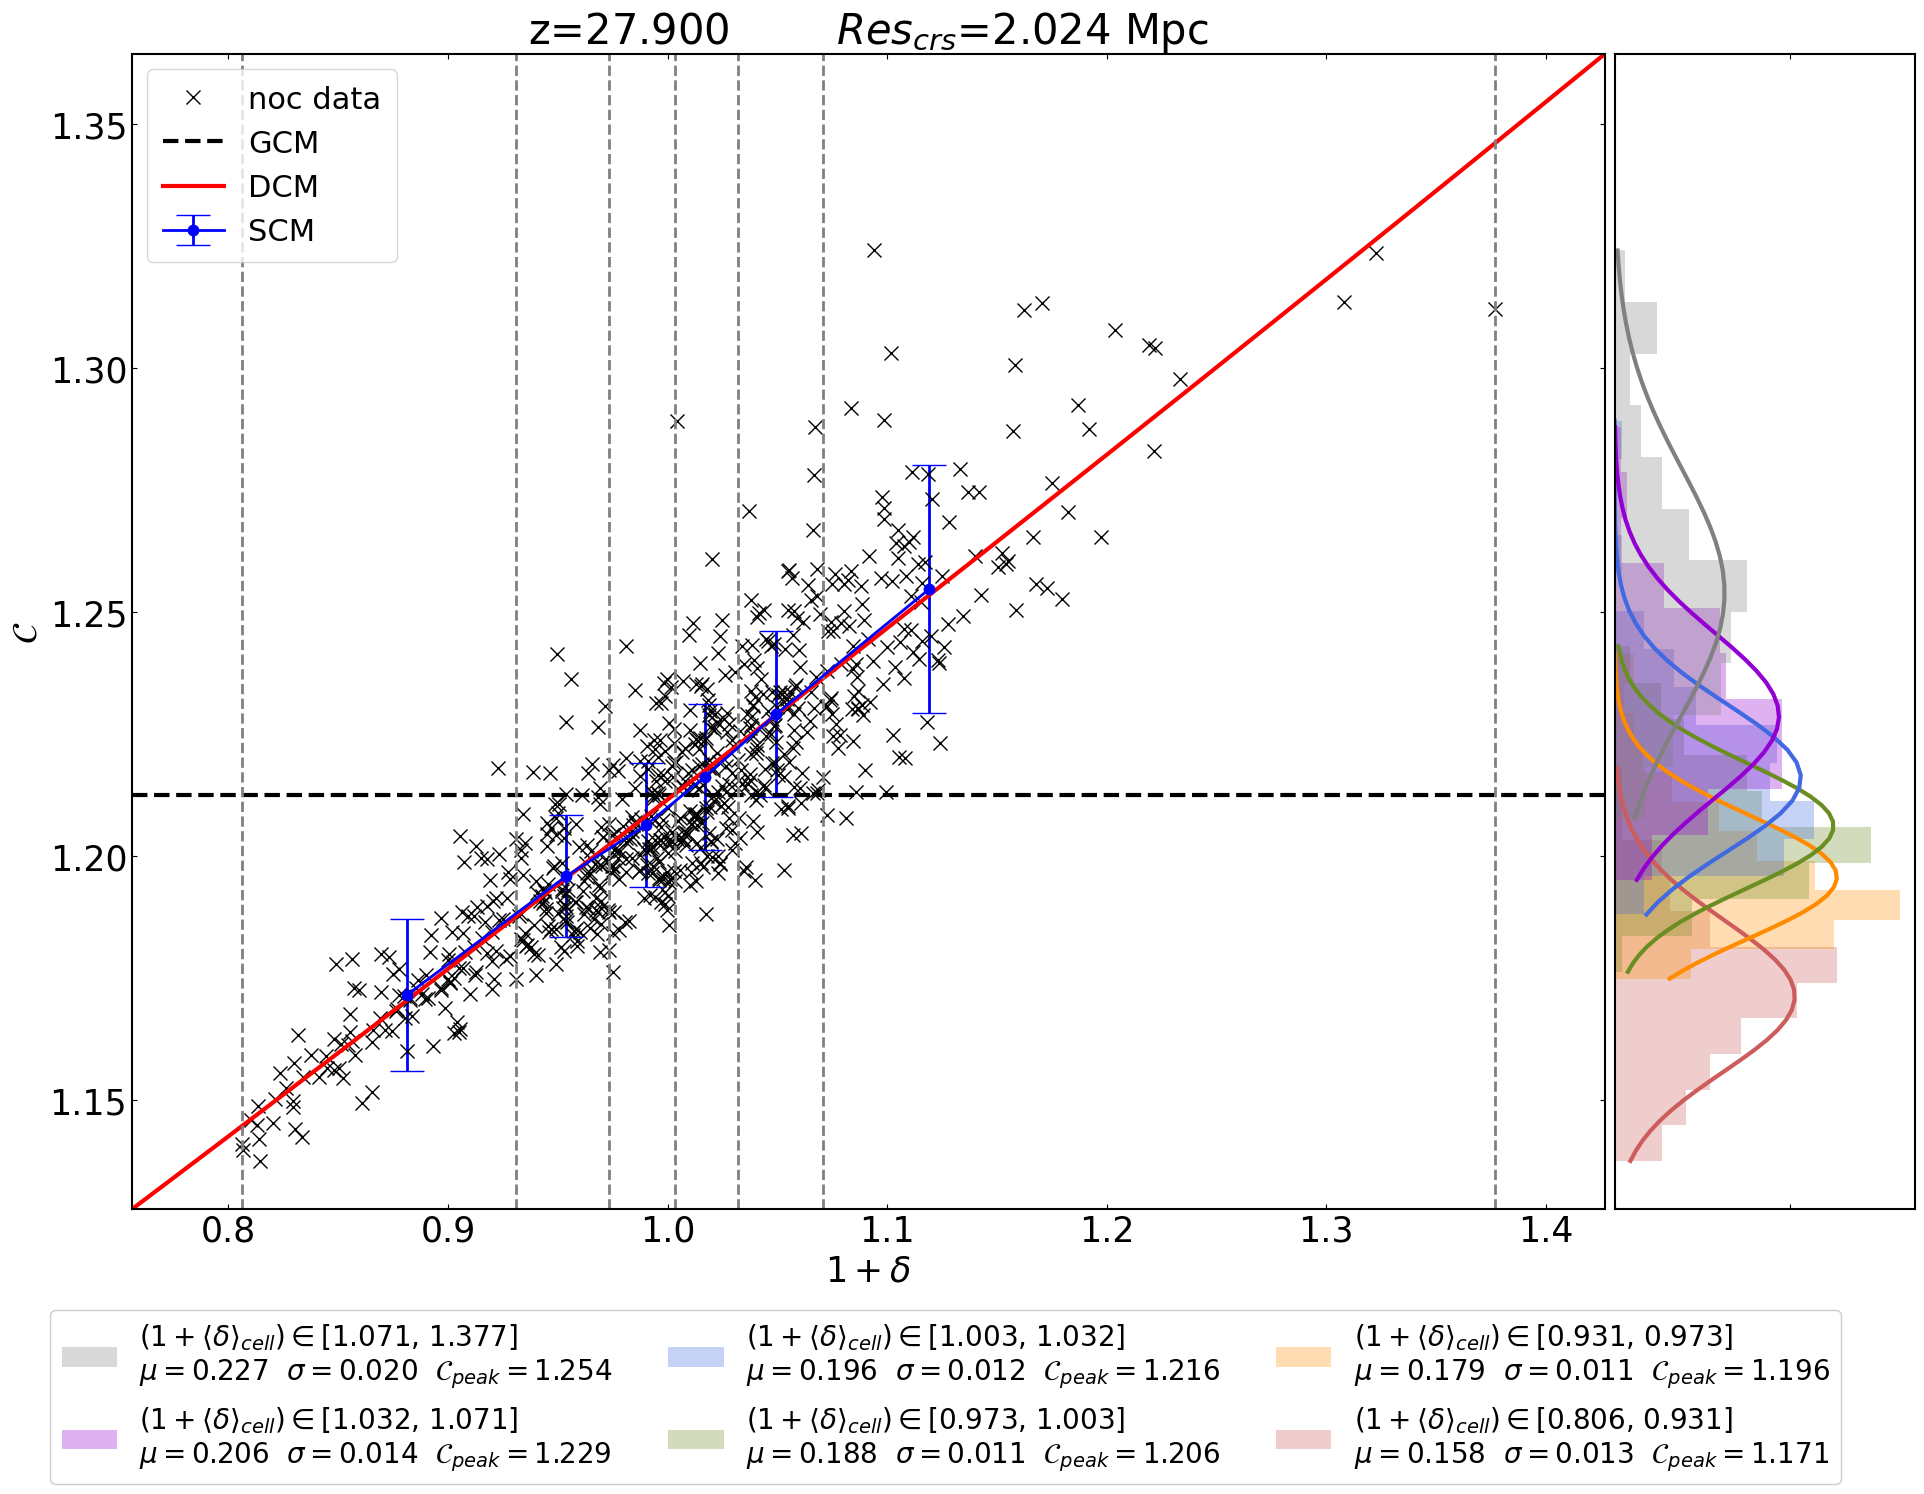 z=27.900 Res_crs=2.024 Mpc
noc data
GCM
DCM
SCM
1.35
1.30
1.25
1.20
1.15
𝒞
0.8 0.9 1.0 1.1 1.2 1.3 1.4
1 + δ
(1 + ⟨δ⟩_cell) ∈ [1.071, 1.377]
μ = 0.227 σ = 0.020 𝒞_peak = 1.254
(1 + ⟨δ⟩_cell) ∈ [1.032, 1.071]
μ = 0.206 σ = 0.014 𝒞_peak = 1.229
(1 + ⟨δ⟩_cell) ∈ [1.003, 1.032]
μ = 0.196 σ = 0.012 𝒞_peak = 1.216
(1 + ⟨δ⟩_cell) ∈ [0.973, 1.003]
μ = 0.188 σ = 0.011 𝒞_peak = 1.206
(1 + ⟨δ⟩_cell) ∈ [0.931, 0.973]
μ = 0.179 σ = 0.011 𝒞_peak = 1.196
(1 + ⟨δ⟩_cell) ∈ [0.806, 0.931]
μ = 0.158 σ = 0.013 𝒞_peak = 1.171